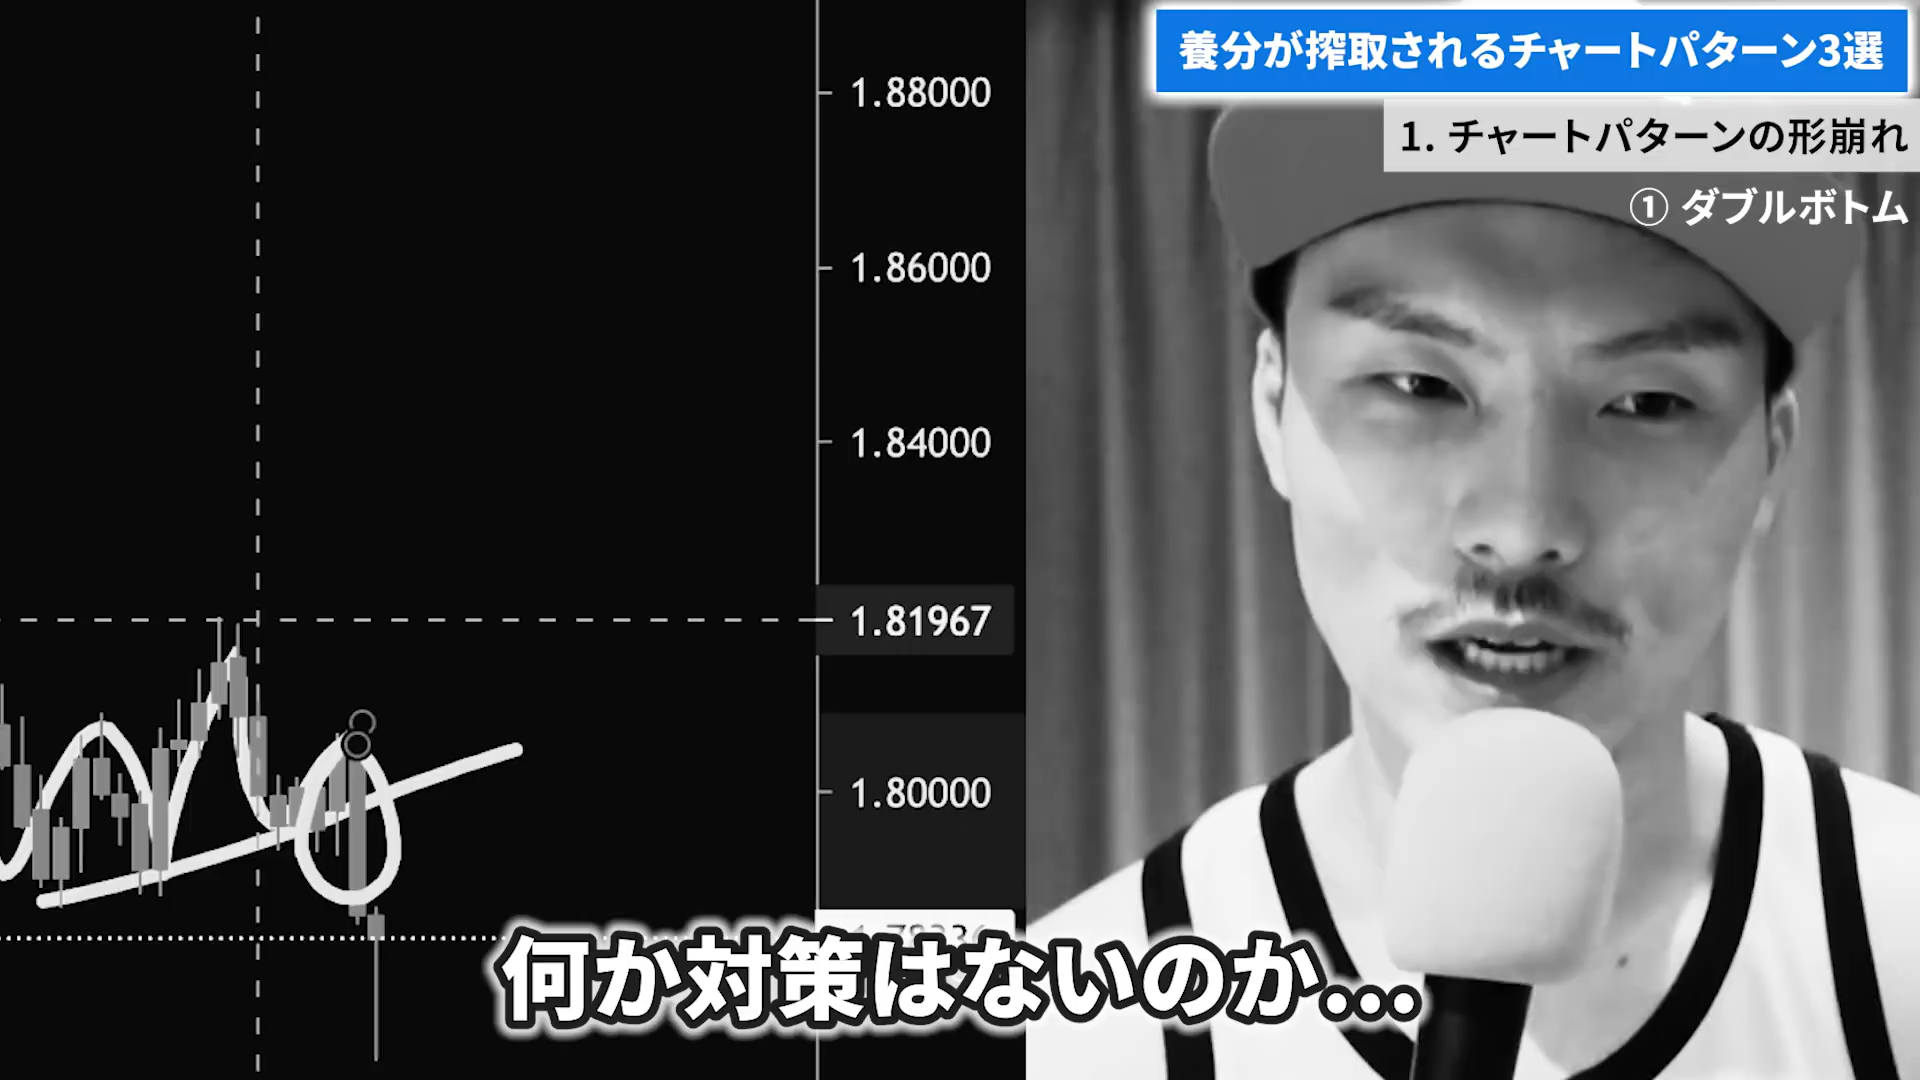 養分が搾取されるチャートパターン3選
1. チャートパターンの形崩れ
① ダブルボトム
1.88000
1.86000
1.84000
1.81967
1.80000
何か対策はないのか...